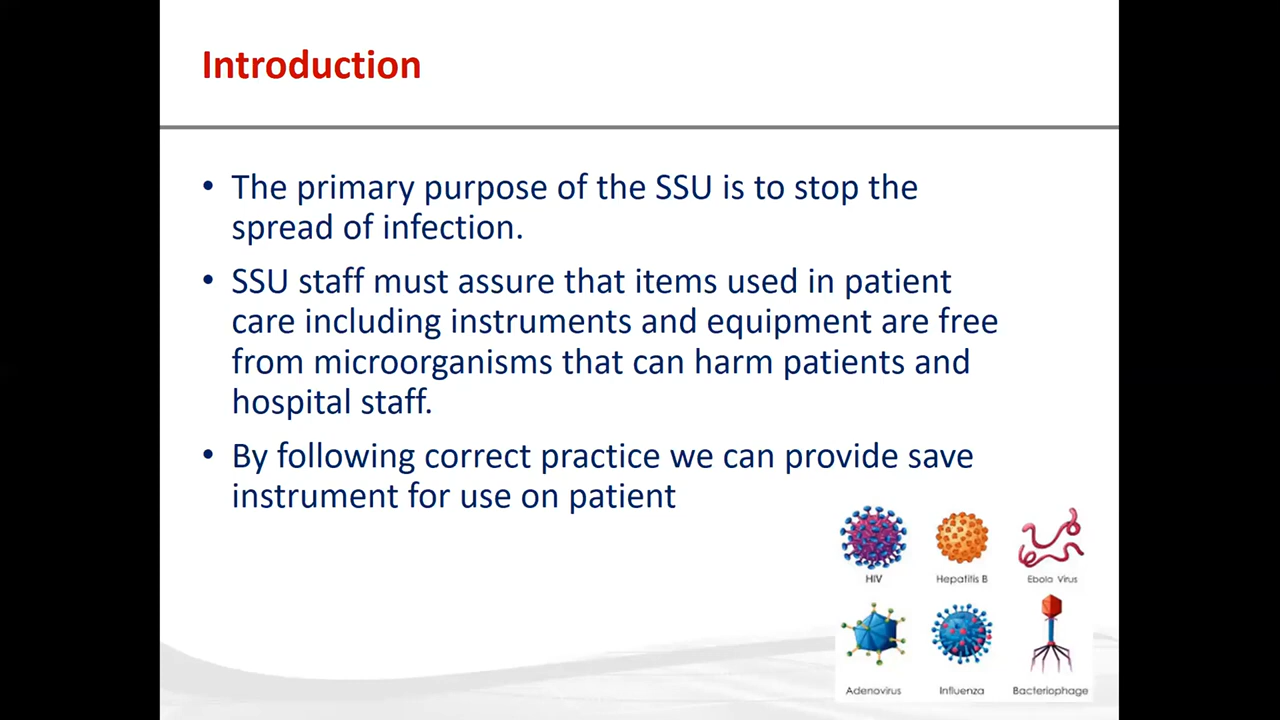 Introduction
• The primary purpose of the SSU is to stop the
spread of infection.
• SSU staff must assure that items used in patient
care including instruments and equipment are free
from microorganisms that can harm patients and
hospital staff.
• By following correct practice we can provide save
instrument for use on patient
HIV Hepatitis B Ebola Virus
Adenovirus Influenza Bacteriophage